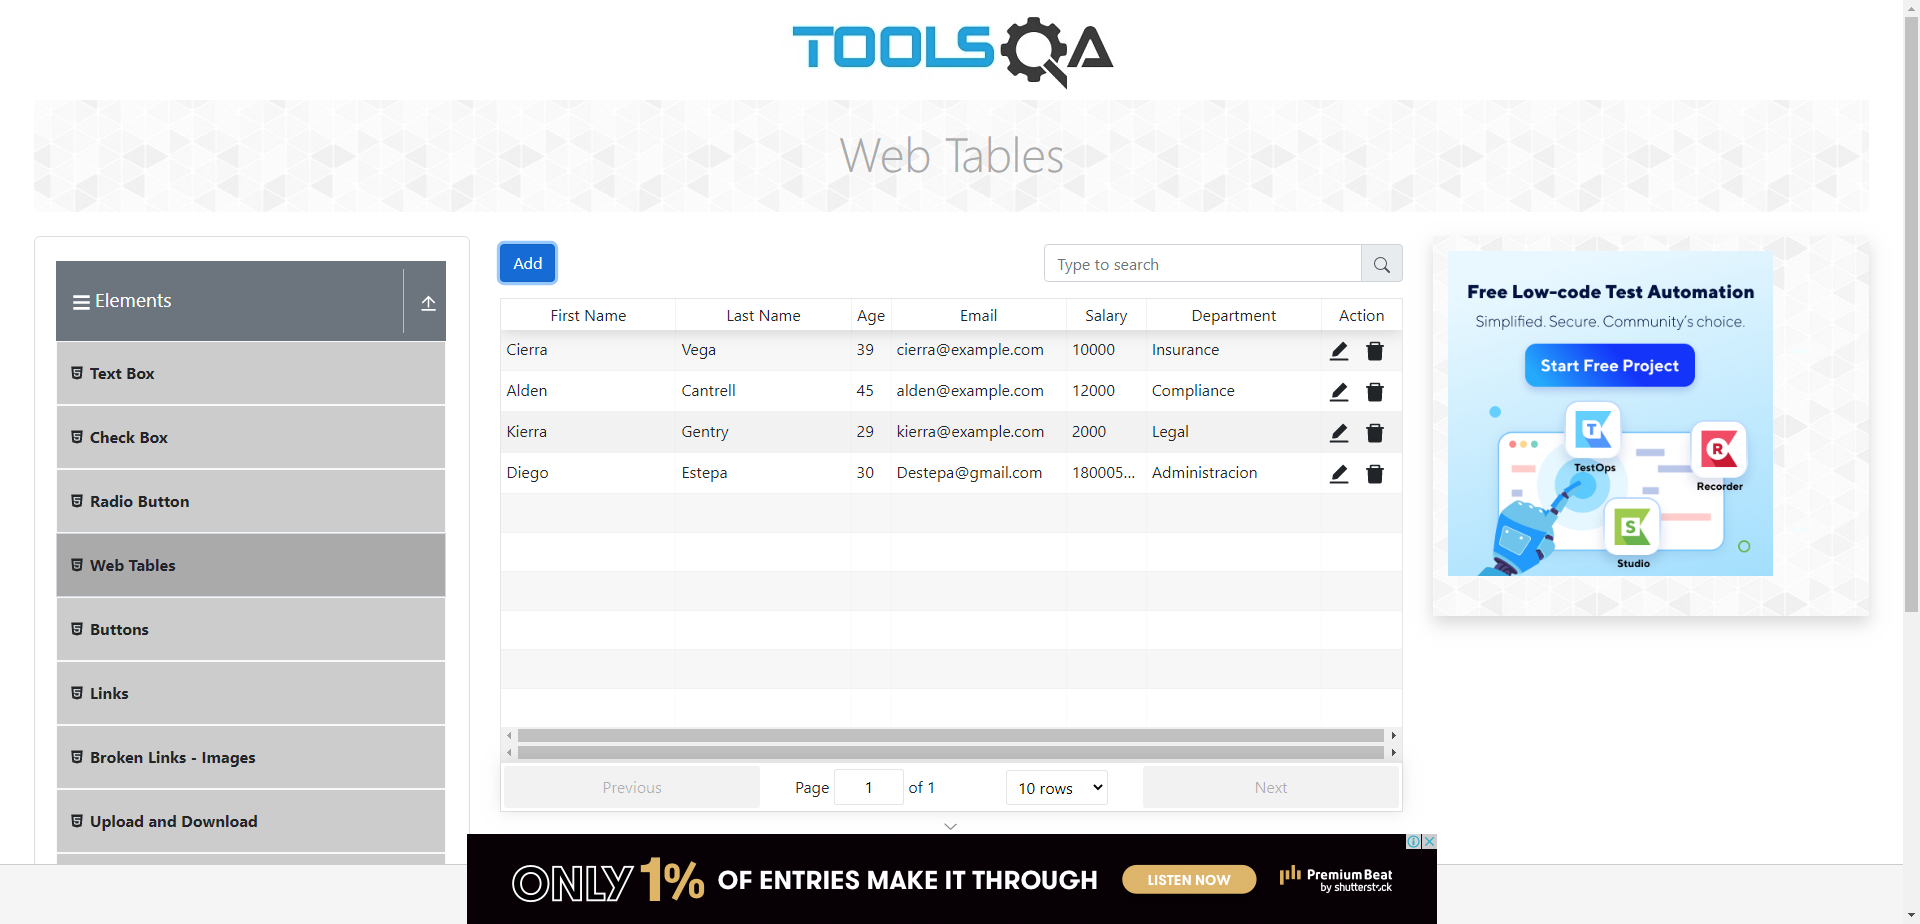 TOOLSQA
Web Tables
Elements
Text Box
Check Box
Radio Button
Web Tables
Buttons
Links
Broken Links - Images
Upload and Download
Add
Type to search
First Name Last Name Age Email Salary Department Action
Cierra Vega 39 cierra@example.com 10000 Insurance
Alden Cantrell 45 alden@example.com 12000 Compliance
Kierra Gentry 29 kierra@example.com 2000 Legal
Diego Estepa 30 Destepa@gmail.com 180005... Administracion
Previous Page 1 of 1 10 rows Next
Free Low-code Test Automation
Simplified. Secure. Community's choice.
Start Free Project
T
TestOps
R
Recorder
S
Studio
ONLY 1% OF ENTRIES MAKE IT THROUGH
LISTEN NOW
PremiumBeat
by shutterstock